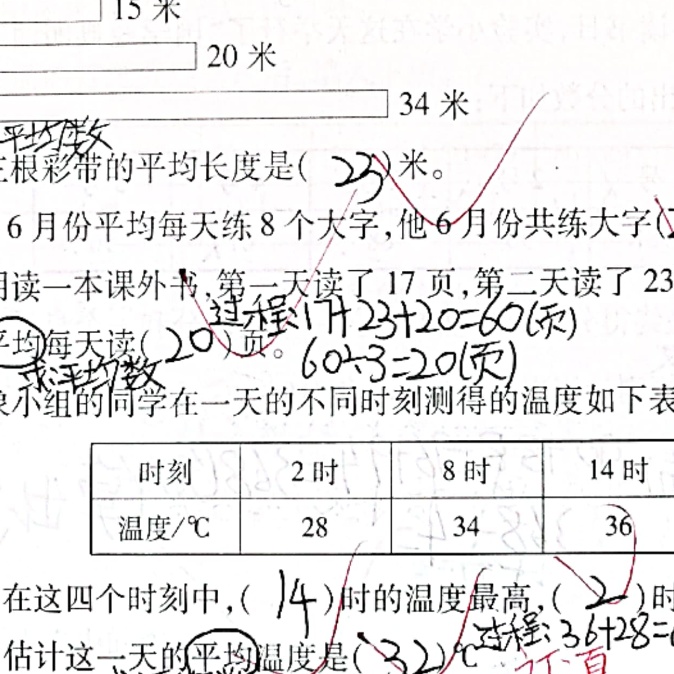 15 米
20 米
34 米
平均数
根彩带的平均长度是( 23 )米。
6 月份平均每天练 8 个大字,他 6 月份共练大字(
读一本课外书,第一天读了 17 页,第二天读了 23
过程:17+23+20=60(页)
平均每天读( 20 )页。
60÷3=20(页)
求平均数
小组的同学在一天的不同时刻测得的温度如下表
时刻 2 时 8 时 14 时
温度/℃ 28 34 36
在这四个时刻中,( 14 )时的温度最高,( 2 )时
过程:36+28=
估计这一天的平均温度是( 32 )℃